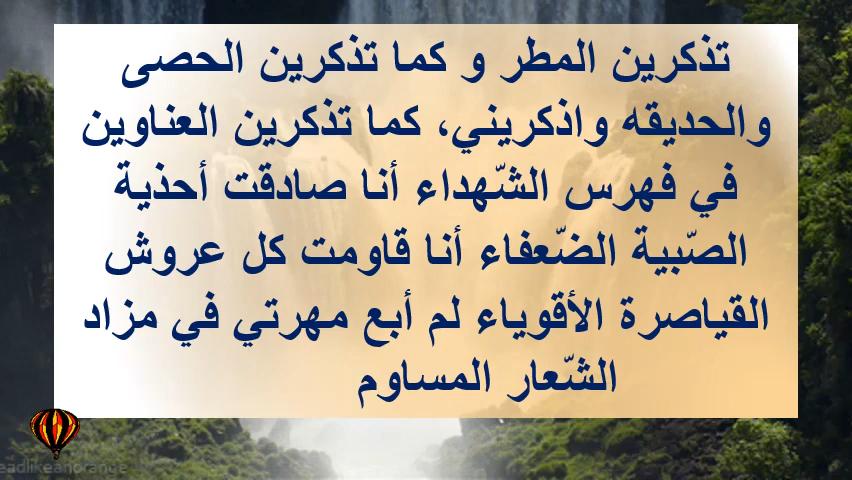 تذكرين المطر و كما تذكرين الحصى
والحديقه واذكريني، كما تذكرين العناوين
في فهرس الشّهداء أنا صادقت أحذية
الصّبية الضّعفاء أنا قاومت كل عروش
القياصرة الأقوياء لم أبع مهرتي في مزاد
الشّعار المساوم
eadlikeanorange